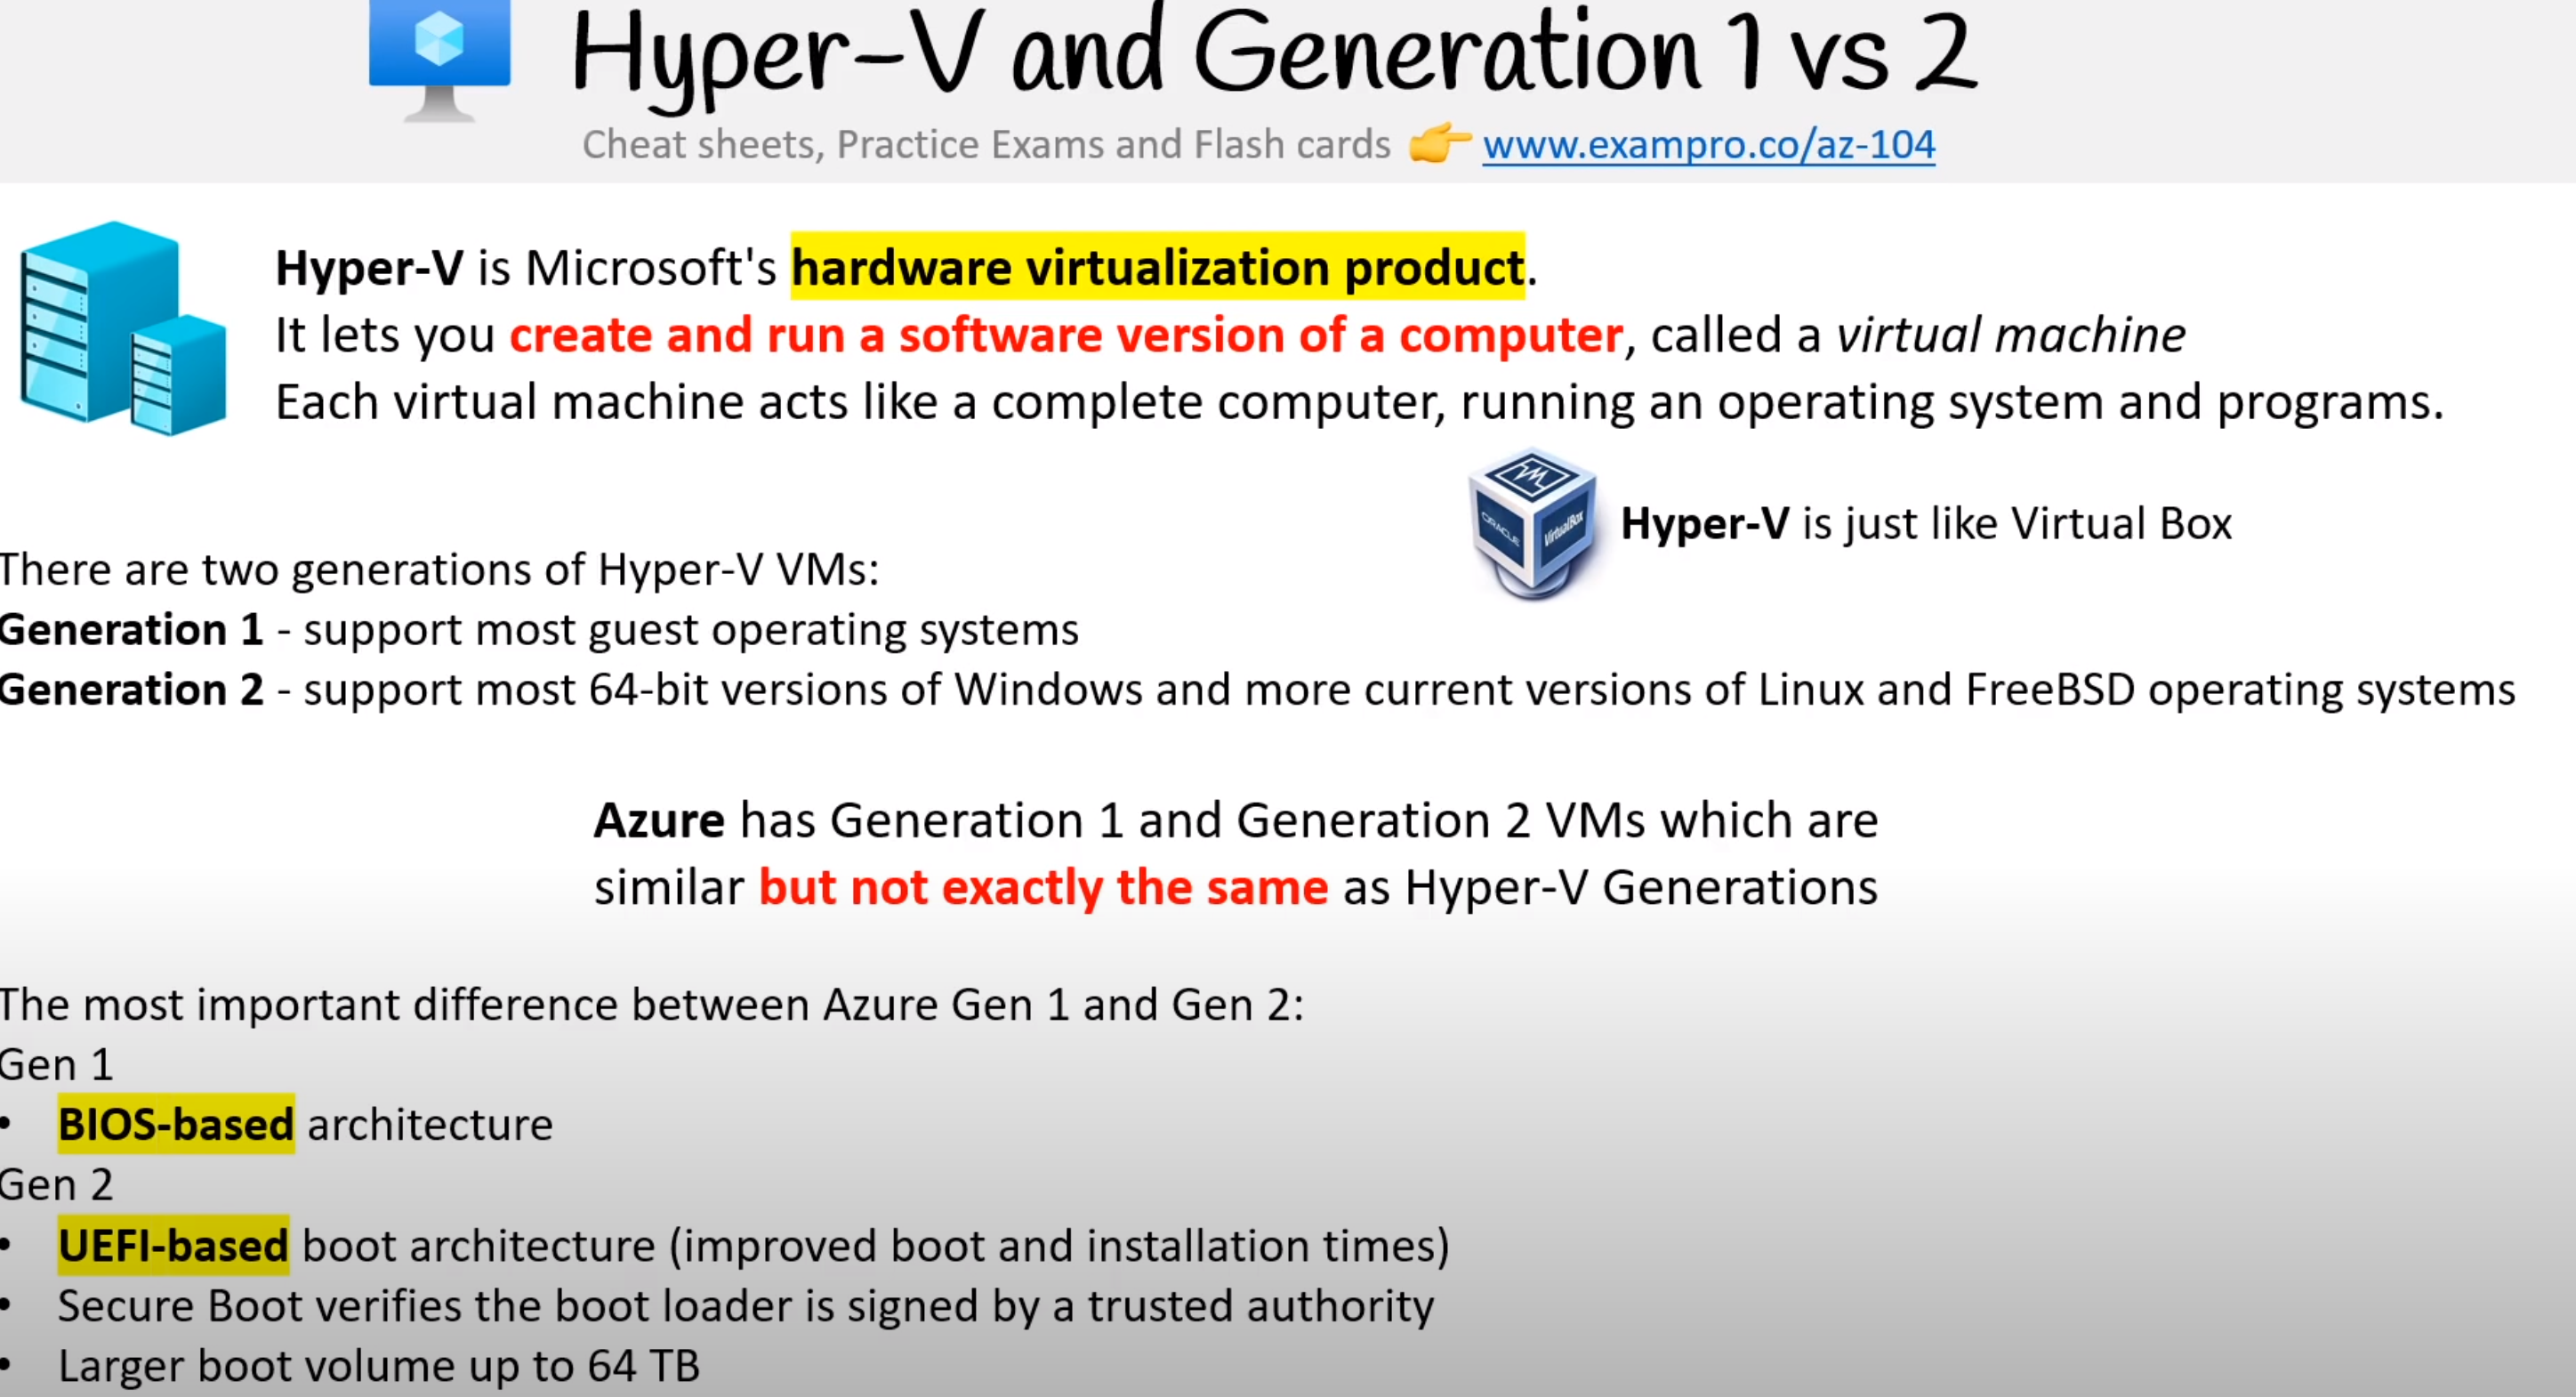 Hyper-V and Generation 1 vs 2
Cheat sheets, Practice Exams and Flash cards 👉 www.exampro.co/az-104
Hyper-V is Microsoft's hardware virtualization product.
It lets you create and run a software version of a computer, called a virtual machine
Each virtual machine acts like a complete computer, running an operating system and programs.
ORACLE
VirtualBox
Hyper-V is just like Virtual Box
There are two generations of Hyper-V VMs:
Generation 1 - support most guest operating systems
Generation 2 - support most 64-bit versions of Windows and more current versions of Linux and FreeBSD operating systems
Azure has Generation 1 and Generation 2 VMs which are
similar but not exactly the same as Hyper-V Generations
The most important difference between Azure Gen 1 and Gen 2:
Gen 1
• BIOS-based architecture
Gen 2
• UEFI-based boot architecture (improved boot and installation times)
• Secure Boot verifies the boot loader is signed by a trusted authority
• Larger boot volume up to 64 TB